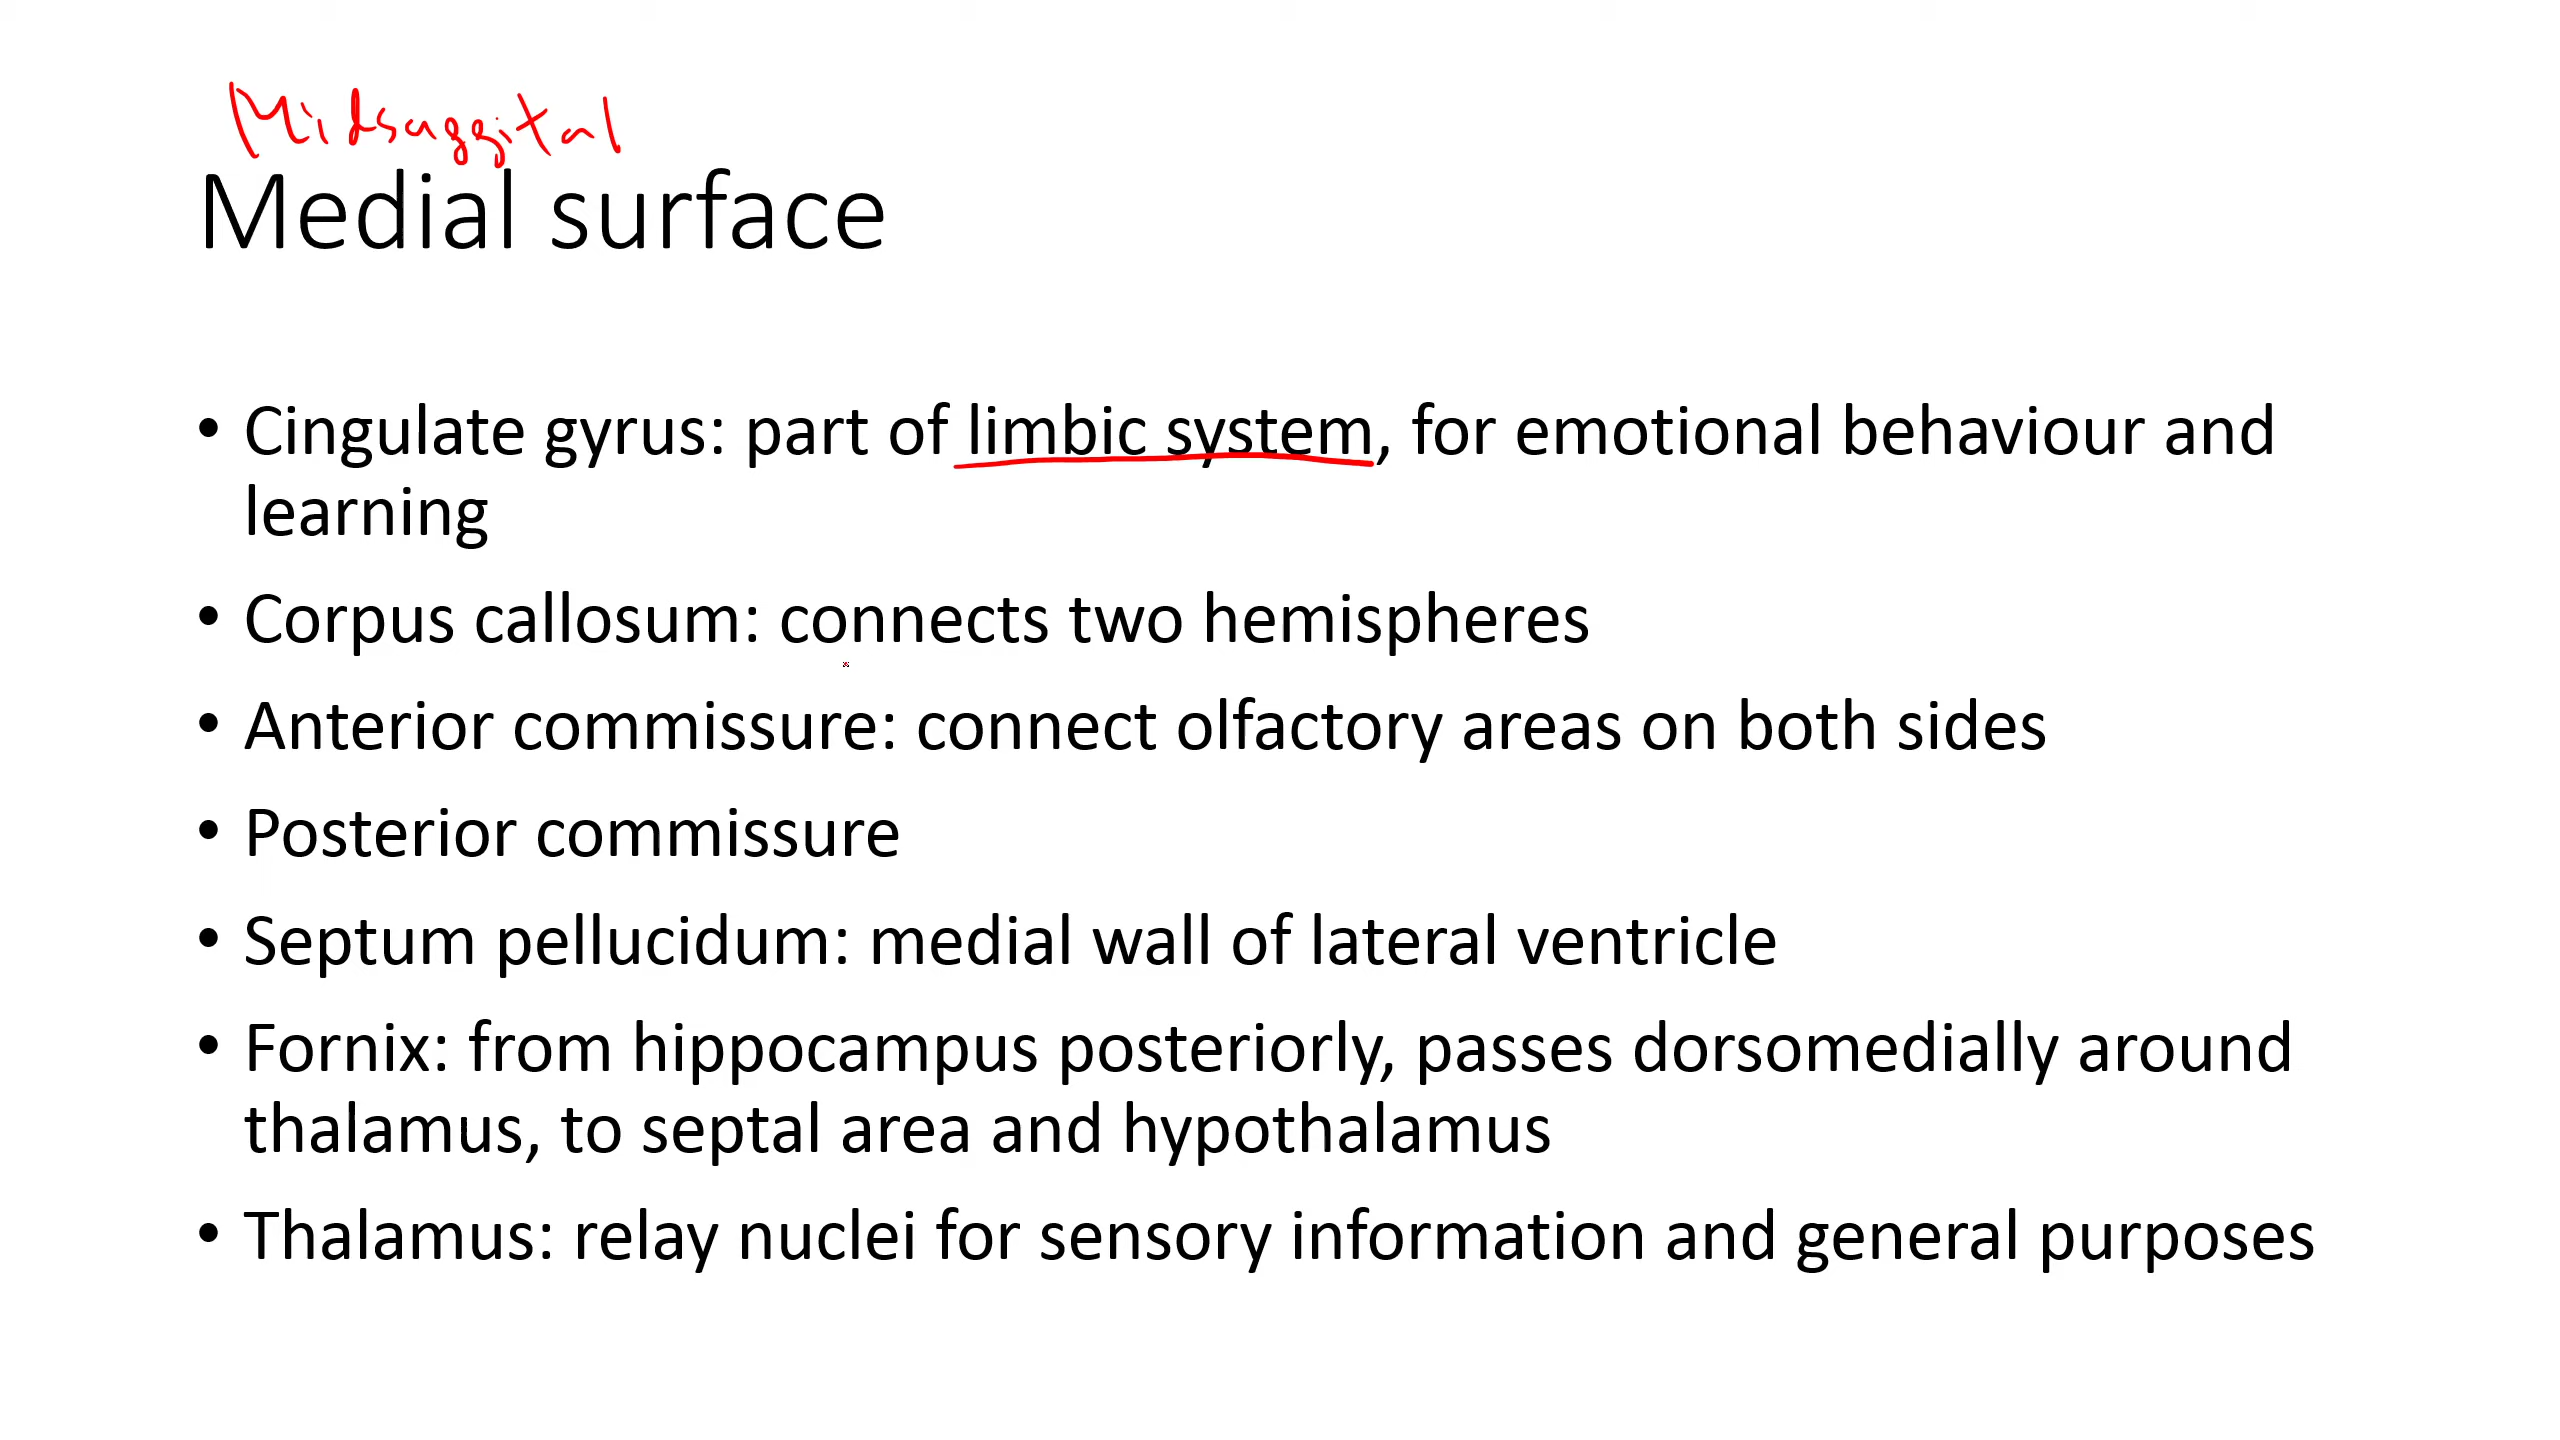 Midsaggital
Medial surface
• Cingulate gyrus: part of limbic system, for emotional behaviour and
learning
• Corpus callosum: connects two hemispheres
• Anterior commissure: connect olfactory areas on both sides
• Posterior commissure
• Septum pellucidum: medial wall of lateral ventricle
• Fornix: from hippocampus posteriorly, passes dorsomedially around
thalamus, to septal area and hypothalamus
• Thalamus: relay nuclei for sensory information and general purposes